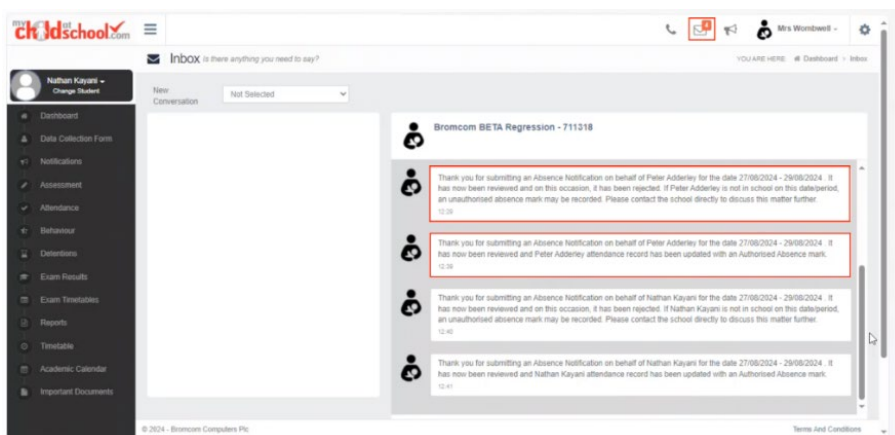 my child at school.com
4
Mrs Wombwell
Inbox is there anything you need to say?
YOU ARE HERE Dashboard > Inbox
Nathan Kayani
Change Student
Dashboard
Data Collection Form
Notifications
Assessment
Attendance
Behaviour
Detentions
Exam Results
Exam Timetables
Reports
Timetable
Academic Calendar
Important Documents
New
Conversation
Not Selected
Bromcom BETA Regression - 711318
Thank you for submitting an Absence Notification on behalf of Peter Adderley for the date 27/08/2024 - 29/08/2024 . It
has now been reviewed and on this occasion, it has been rejected. If Peter Adderley is not in school on this date/period,
an unauthorised absence mark may be recorded. Please contact the school directly to discuss this matter further.
Thank you for submitting an Absence Notification on behalf of Peter Adderley for the date 27/08/2024 - 29/08/2024 . It
has now been reviewed and Peter Adderley attendance record has been updated with an Authorised Absence mark.
12:39
Thank you for submitting an Absence Notification on behalf of Nathan Kayani for the date 27/08/2024 - 29/08/2024 . It
has now been reviewed and on this occasion, it has been rejected. If Nathan Kayani is not in school on this date/period,
an unauthorised absence mark may be recorded. Please contact the school directly to discuss this matter further.
12:40
Thank you for submitting an Absence Notification on behalf of Nathan Kayani for the date 27/08/2024 - 29/08/2024 . It
has now been reviewed and Nathan Kayani attendance record has been updated with an Authorised Absence mark.
12:41
© 2024 - Bromcom Computers Plc
Terms And Conditions